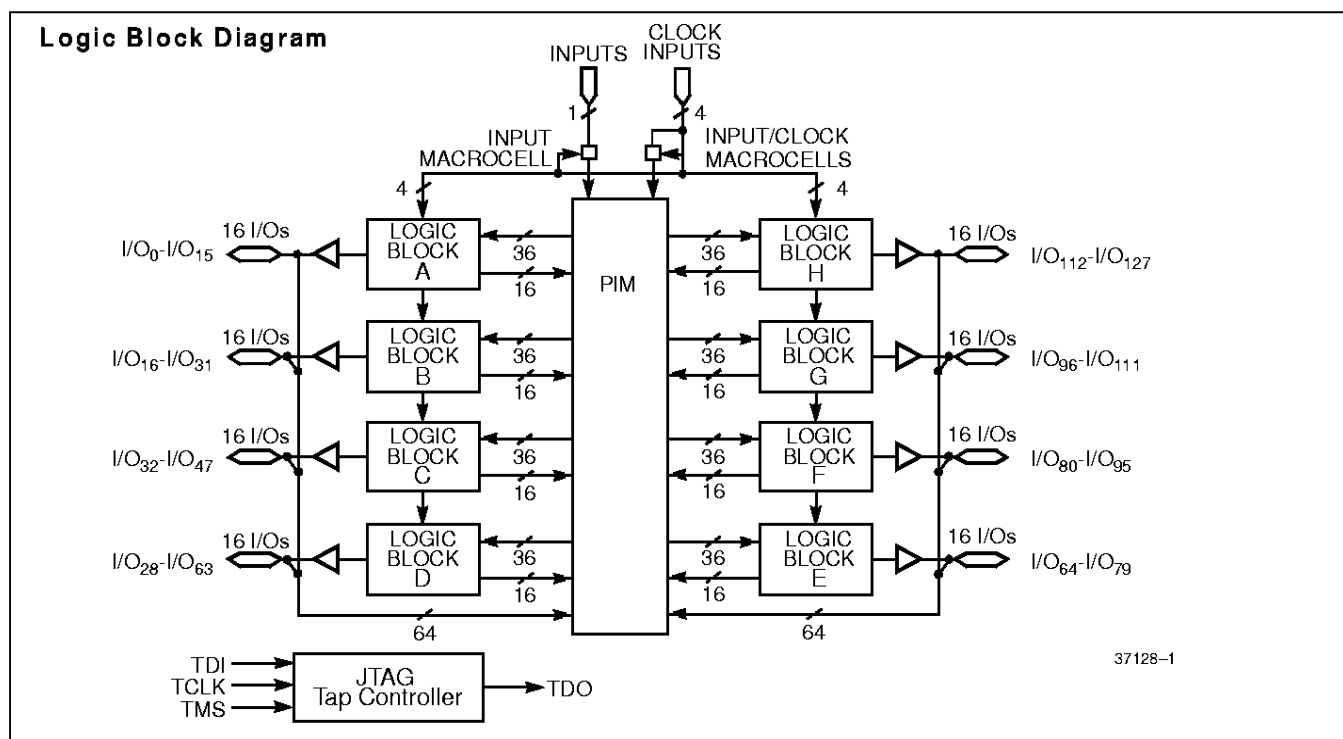 Logic Block Diagram
INPUTS
CLOCK
INPUTS
1
4
INPUT
MACROCELL
INPUT/CLOCK
MACROCELLS
4
4
I/O0-I/O15
16 I/Os
LOGIC
BLOCK
A
36
16
PIM
36
16
LOGIC
BLOCK
H
16 I/Os
I/O112-I/O127
I/O16-I/O31
16 I/Os
LOGIC
BLOCK
B
36
16
36
16
LOGIC
BLOCK
G
16 I/Os
I/O96-I/O111
I/O32-I/O47
16 I/Os
LOGIC
BLOCK
C
36
16
36
16
LOGIC
BLOCK
F
16 I/Os
I/O80-I/O95
I/O28-I/O63
16 I/Os
LOGIC
BLOCK
D
36
16
36
16
LOGIC
BLOCK
E
16 I/Os
I/O64-I/O79
64
64
TDI
TCLK
TMS
JTAG
Tap Controller
TDO
37128–1